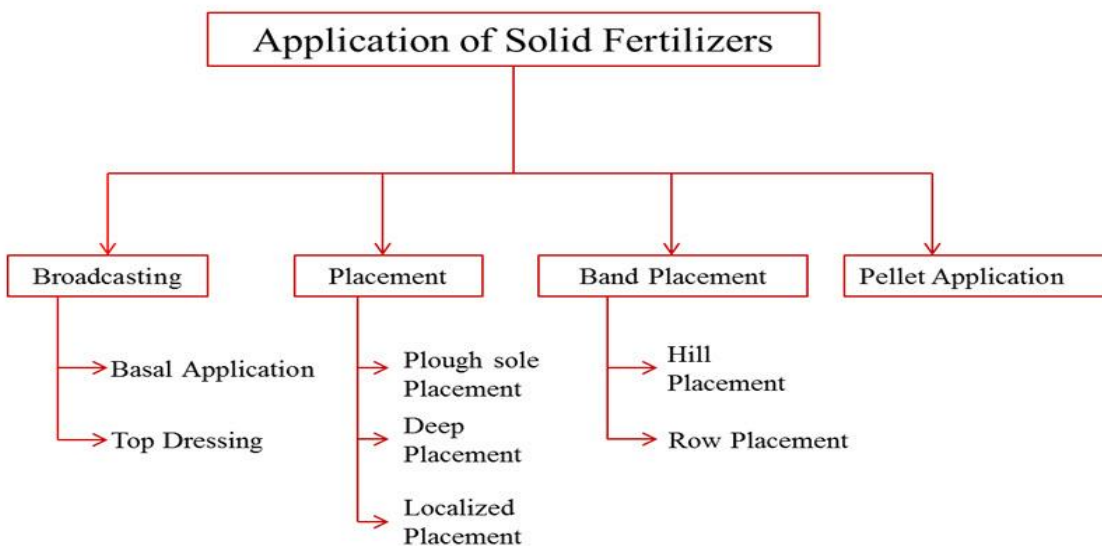 Application of Solid Fertilizers
Broadcasting
Placement
Band Placement
Pellet Application
Basal Application
Top Dressing
Plough sole
Placement
Deep
Placement
Localized
Placement
Hill
Placement
Row Placement